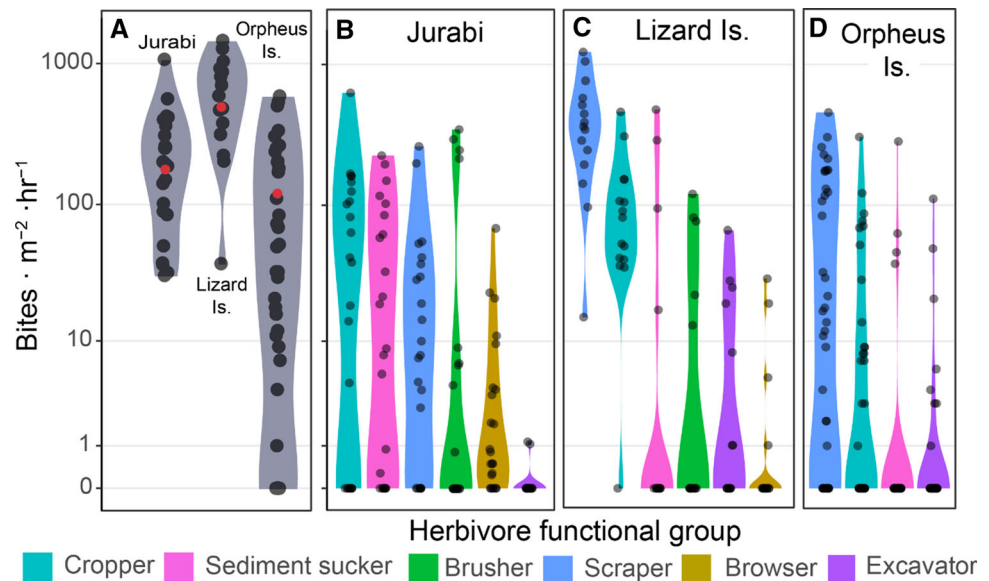 A
Jurabi
Orpheus
Is.
Lizard
Is.
B
Jurabi
C
Lizard Is.
D
Orpheus
Is.
Bites · m⁻² ·hr⁻¹
1000
100
10
1
0
Herbivore functional group
Cropper Sediment sucker Brusher Scraper Browser Excavator